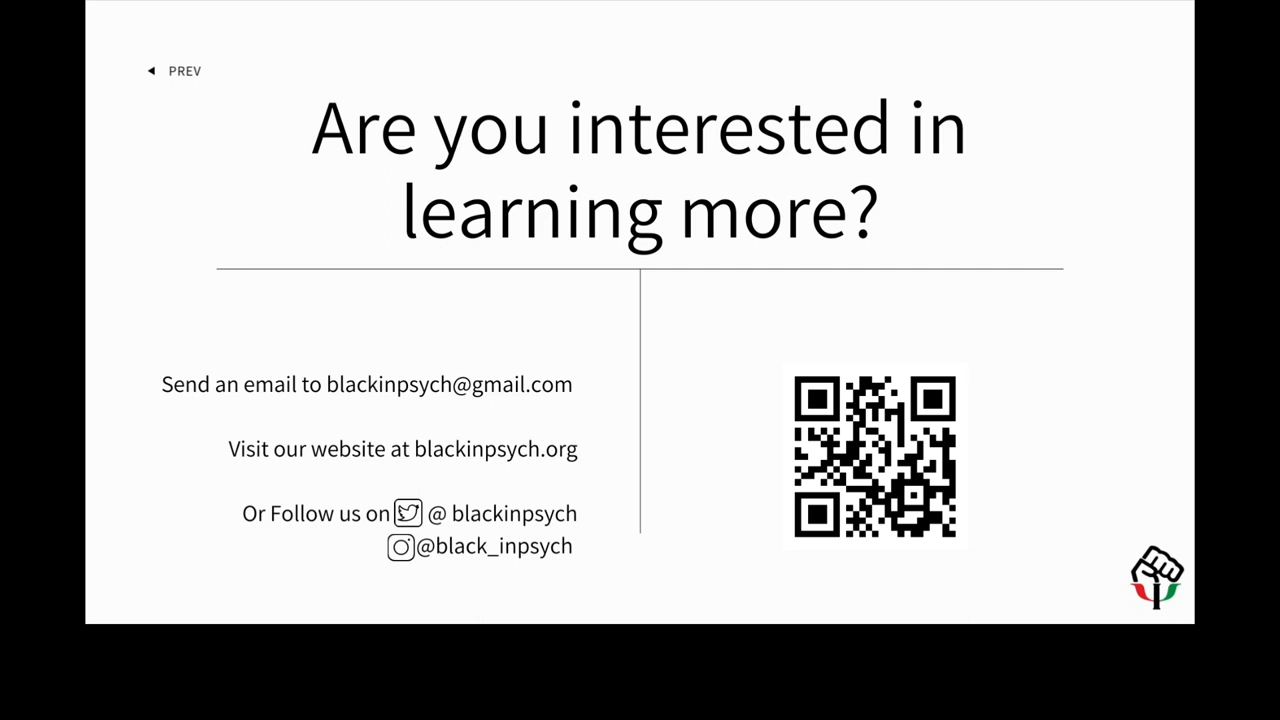 PREV
Are you interested in
learning more?
Send an email to blackinpsych@gmail.com
Visit our website at blackinpsych.org
Or Follow us on @ blackinpsych
@black_inpsych